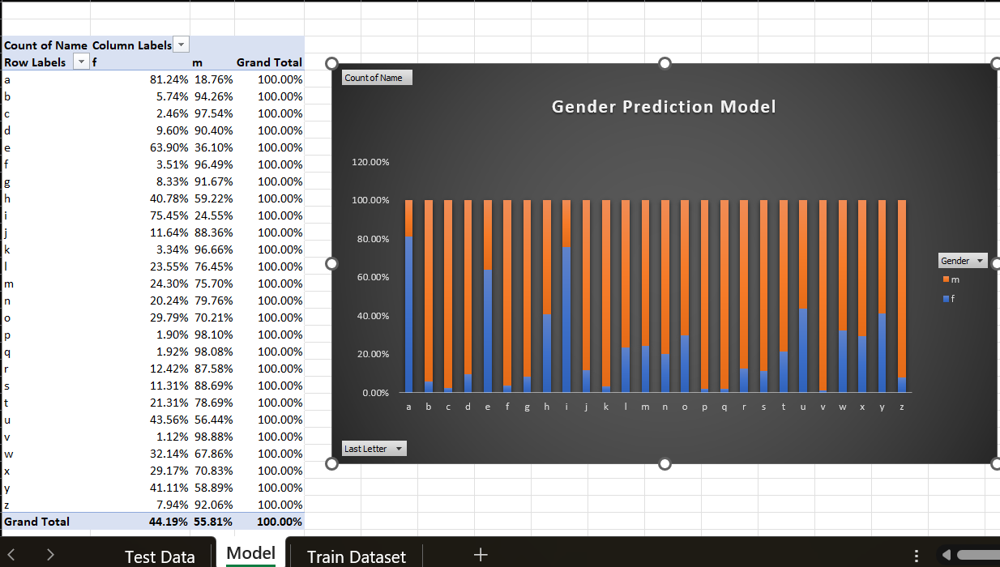 Count of Name Column Labels
Row Labels f m Grand Total
a 81.24% 18.76% 100.00%
b 5.74% 94.26% 100.00%
c 2.46% 97.54% 100.00%
d 9.60% 90.40% 100.00%
e 63.90% 36.10% 100.00%
f 3.51% 96.49% 100.00%
g 8.33% 91.67% 100.00%
h 40.78% 59.22% 100.00%
i 75.45% 24.55% 100.00%
j 11.64% 88.36% 100.00%
k 3.34% 96.66% 100.00%
l 23.55% 76.45% 100.00%
m 24.30% 75.70% 100.00%
n 20.24% 79.76% 100.00%
o 29.79% 70.21% 100.00%
p 1.90% 98.10% 100.00%
q 1.92% 98.08% 100.00%
r 12.42% 87.58% 100.00%
s 11.31% 88.69% 100.00%
t 21.31% 78.69% 100.00%
u 43.56% 56.44% 100.00%
v 1.12% 98.88% 100.00%
w 32.14% 67.86% 100.00%
x 29.17% 70.83% 100.00%
y 41.11% 58.89% 100.00%
z 7.94% 92.06% 100.00%
Grand Total 44.19% 55.81% 100.00%
Count of Name
Gender Prediction Model
120.00%
100.00%
80.00%
60.00%
40.00%
20.00%
0.00%
a b c d e f g h i j k l m n o p q r s t u v w x y z
Gender
m
f
Last Letter
Test Data Model Train Dataset